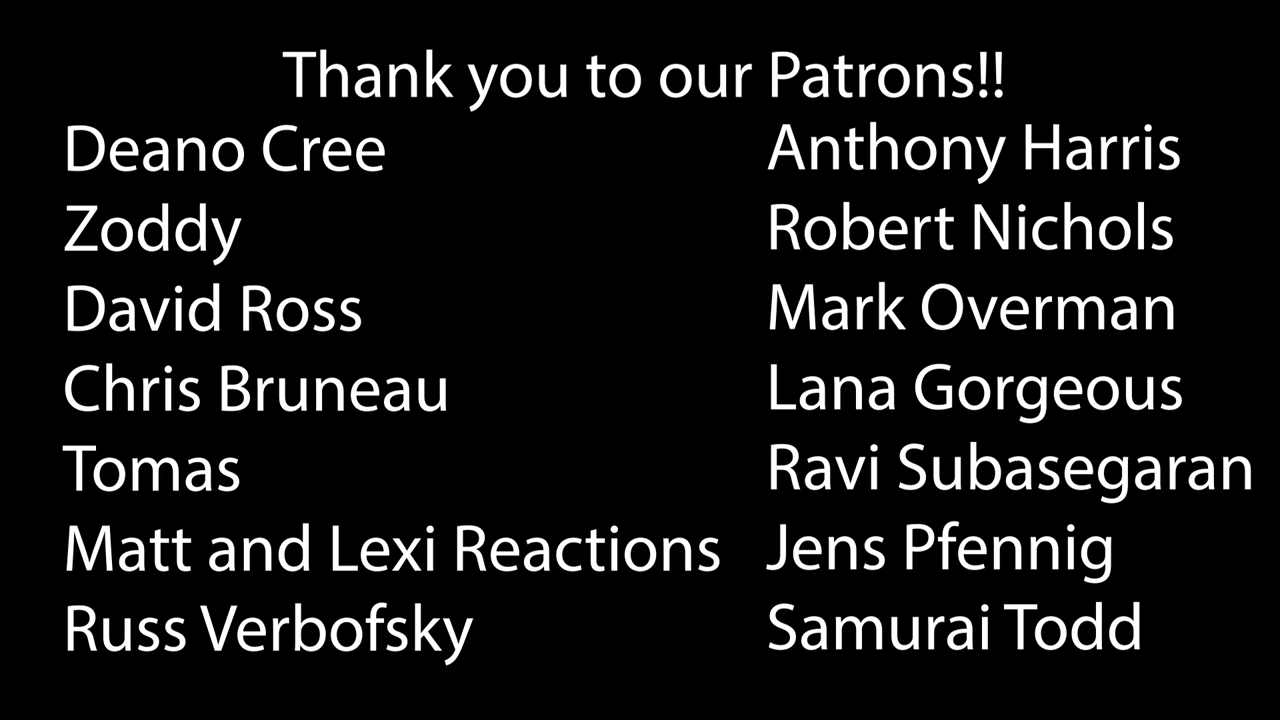 Thank you to our Patrons!!
Deano Cree
Zoddy
David Ross
Chris Bruneau
Tomas
Matt and Lexi Reactions
Russ Verbofsky
Anthony Harris
Robert Nichols
Mark Overman
Lana Gorgeous
Ravi Subasegaran
Jens Pfennig
Samurai Todd